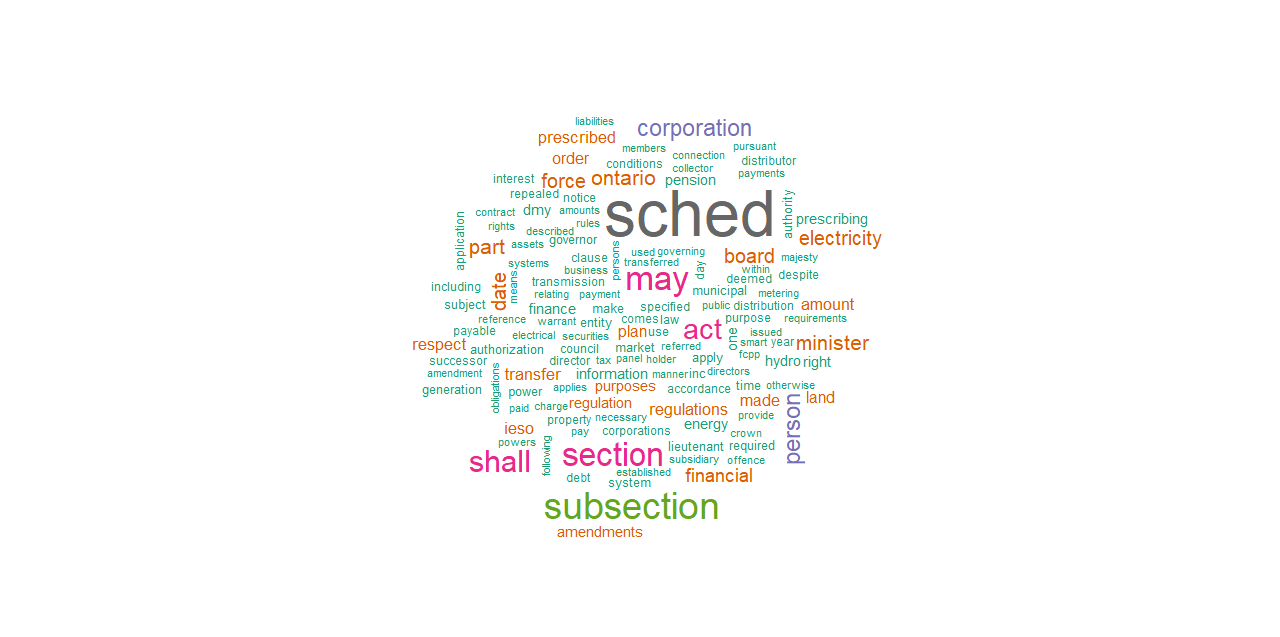 liabilities
corporation
prescribed
members
pursuant
order
conditions
connection
distributor
collector
payments
interest
force
ontario
pension
repealed
notice
sched
authority
contract
dmy
amounts
prescribing
application
rights
described
rules
electricity
part
assets
governor
persons
used
governing
board
majesty
systems
clause
transferred
day
within
business
may
deemed
despite
including
date
means
transmission
municipal
metering
relating
payment
subject
finance
make
specified
public
distribution
amount
reference
warrant
entity
comes
law
purpose
requirements
payable
electrical
securities
plan
use
act
one
issued
respect
authorization
council
market
referred
smart
year
minister
successor
director
tax
panel
holder
apply
fcpp
hydro
right
amendment
transfer
information
manner
inc
directors
generation
obligations
power
applies
purposes
accordance
time
otherwise
paid
charge
regulation
regulations
made
land
ieso
property
necessary
energy
provide
person
powers
pay
corporations
crown
shall
following
section
lieutenant
required
subsidiary
offence
debt
established
system
financial
subsection
amendments